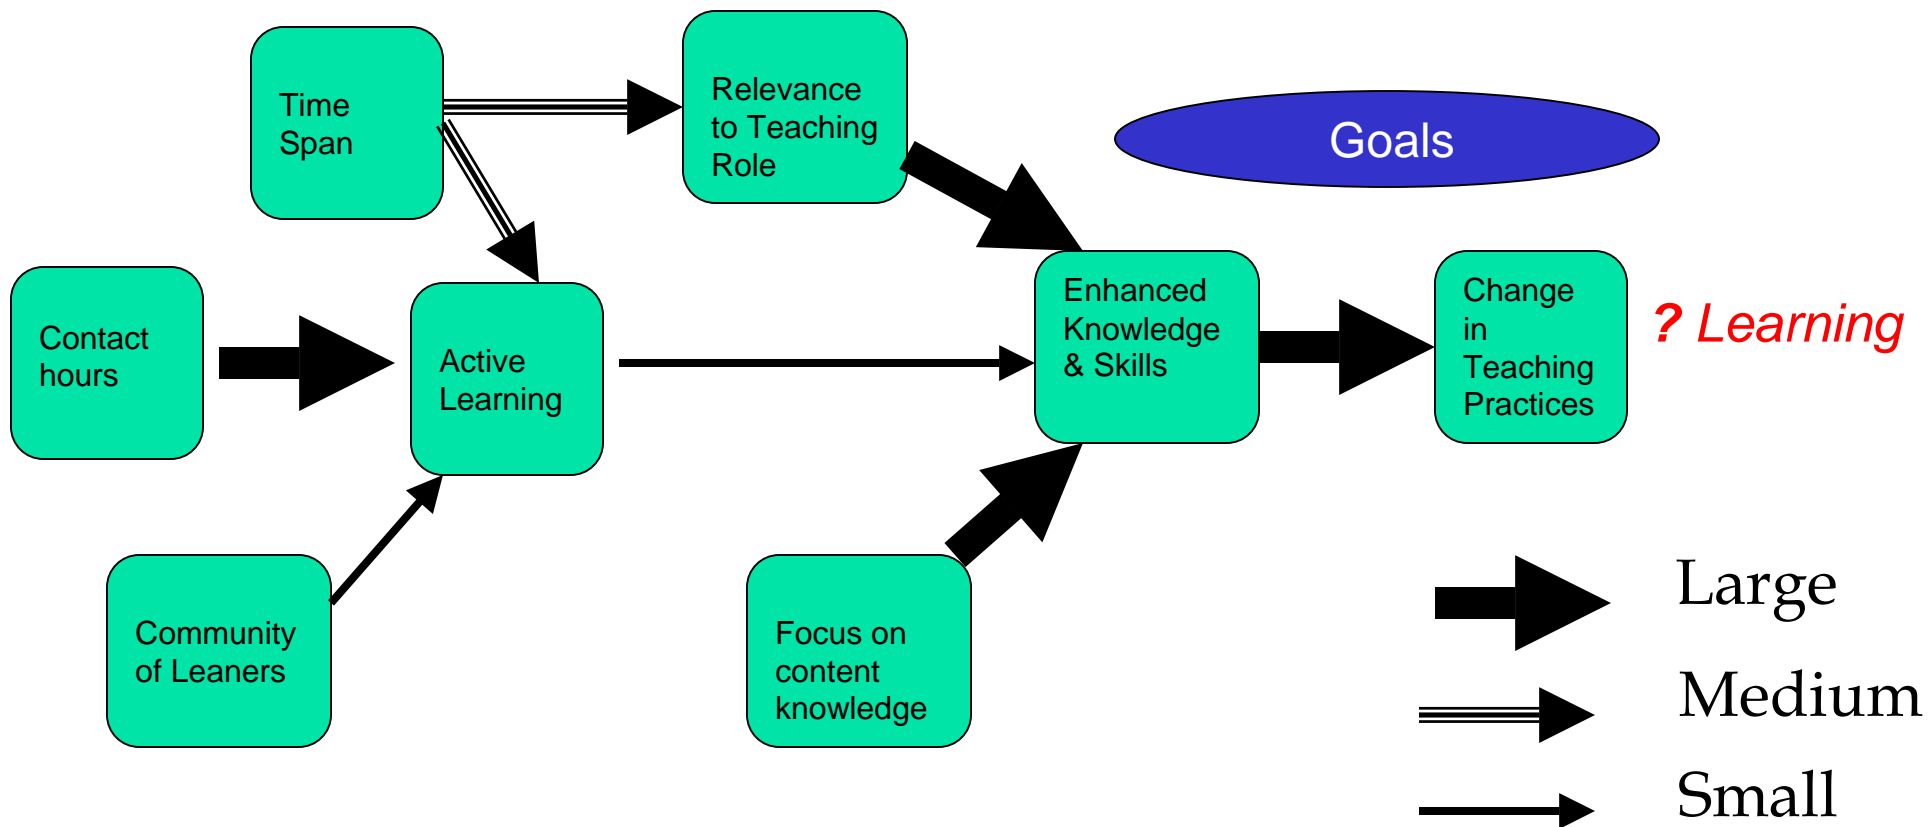 Time
Span
Relevance
to Teaching
Role
Goals
Contact
hours
Active
Learning
Enhanced
Knowledge
& Skills
Change
in
Teaching
Practices
? Learning
Community
of Leaners
Focus on
content
knowledge
Large
Medium
Small